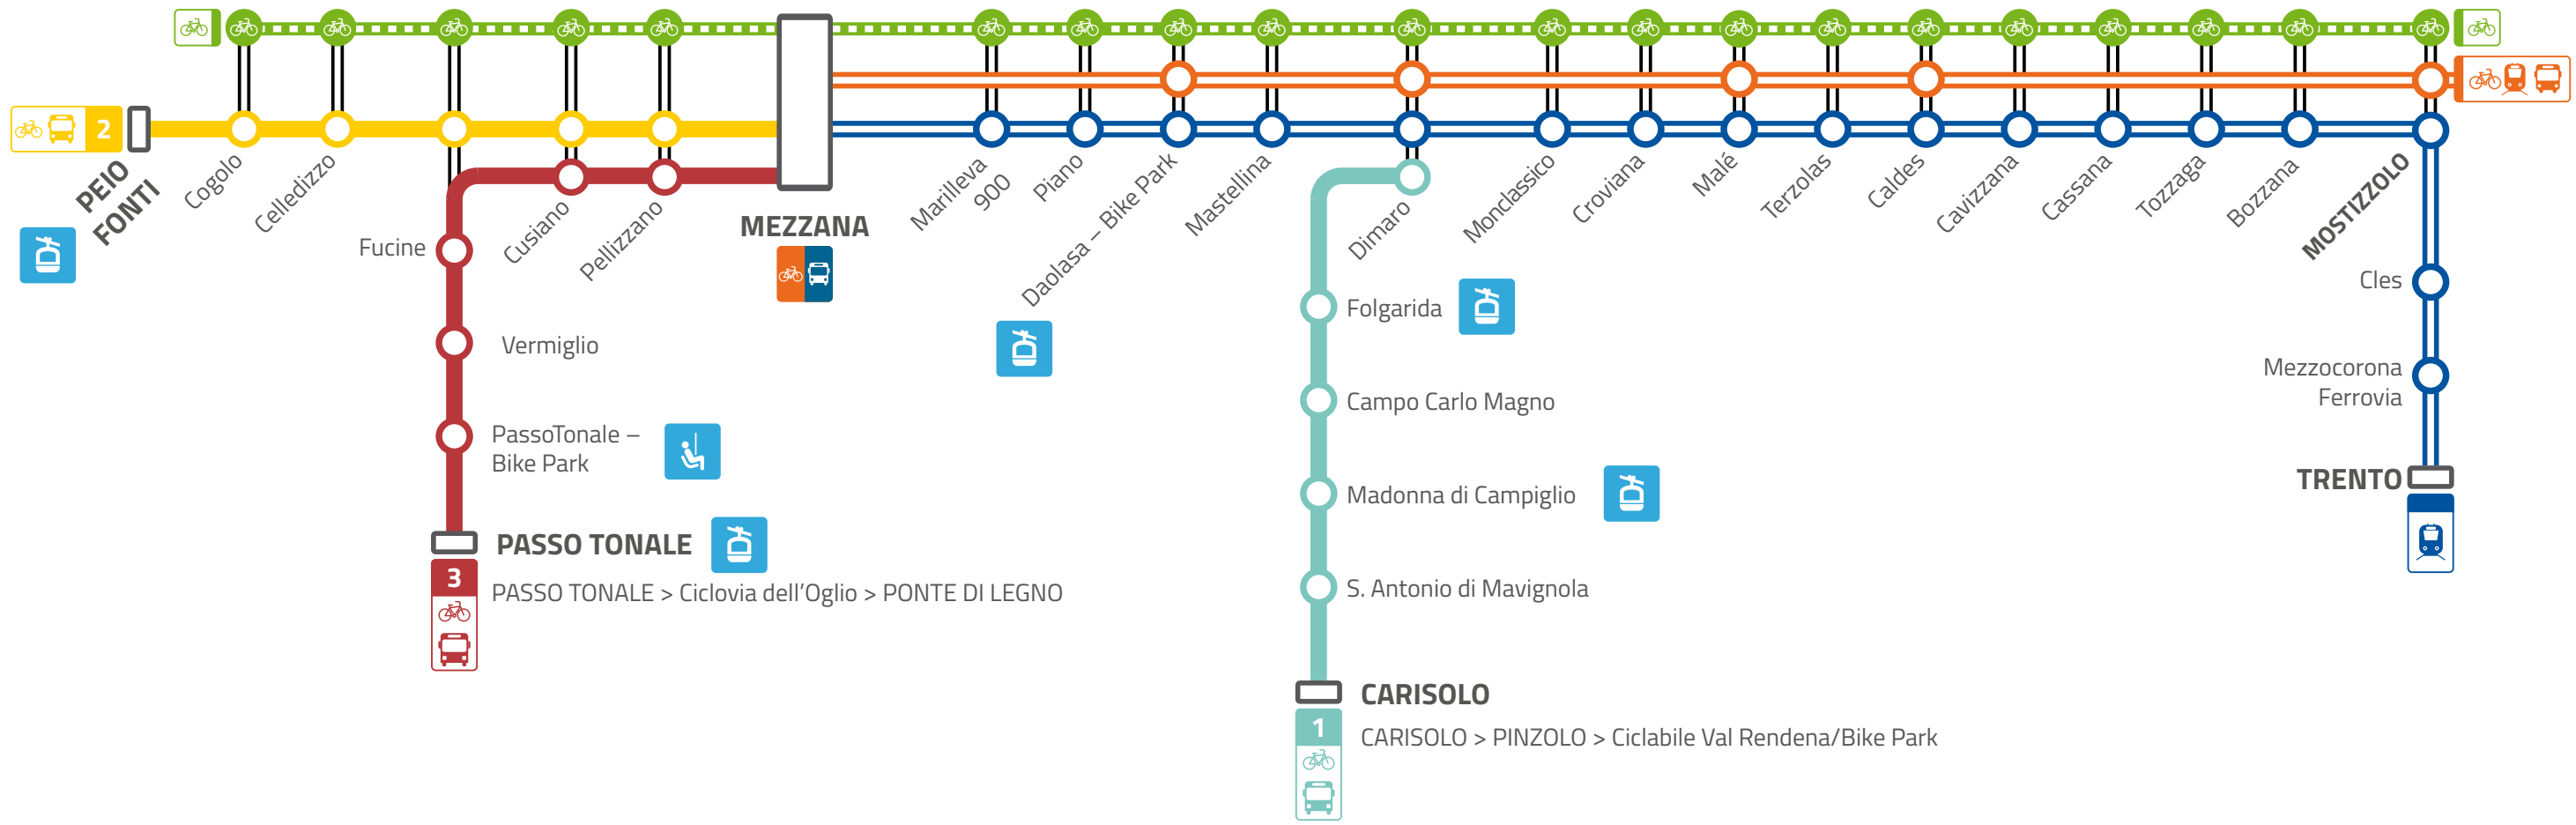 2
PEIO
FONTI
Cogolo
Celledizzo
Fucine
Cusiano
Pellizzano
MEZZANA
Marilleva
900
Piano
Daolasa – Bike Park
Mastellina
Dimaro
Monclassico
Croviana
Malé
Terzolas
Caldes
Cavizzana
Cassana
Tozzaga
Bozzana
MOSTIZZOLO
Vermiglio
PassoTonale –
Bike Park
PASSO TONALE
3
PASSO TONALE > Ciclovia dell’Oglio > PONTE DI LEGNO
Folgarida
Campo Carlo Magno
Madonna di Campiglio
S. Antonio di Mavignola
CARISOLO
1
CARISOLO > PINZOLO > Ciclabile Val Rendena/Bike Park
Cles
Mezzocorona
Ferrovia
TRENTO